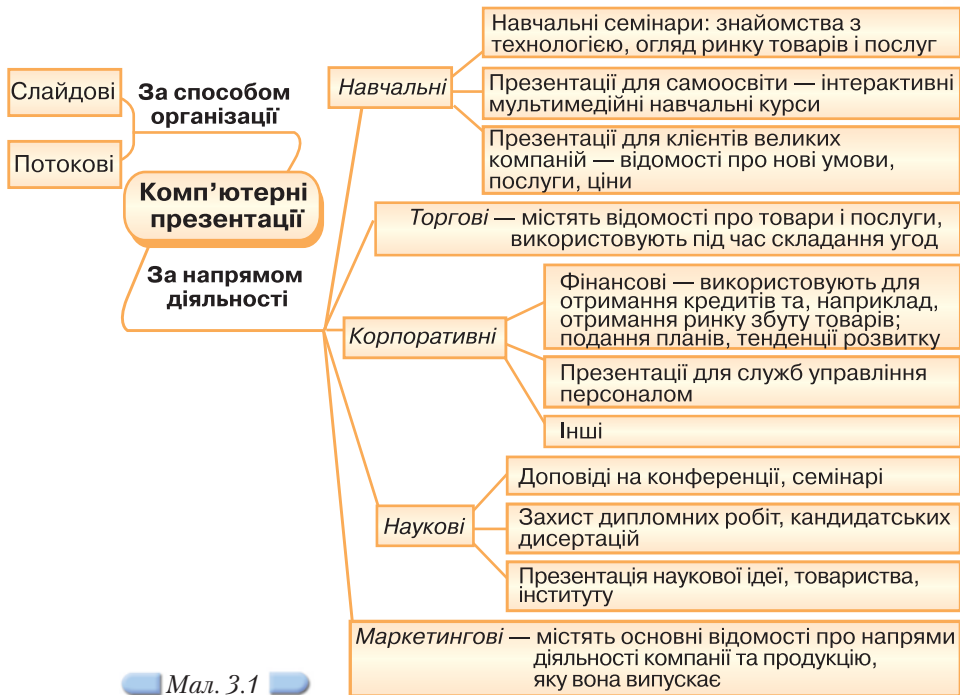 Слайдові
Потокові
За способом
організації
Комп’ютерні
презентації
За напрямом
діяльності
Навчальні
Навчальні семінари: знайомства з
технологією, огляд ринку товарів і послуг
Презентації для самоосвіти — інтерактивні
мультимедійні навчальні курси
Презентації для клієнтів великих
компаній — відомості про нові умови,
послуги, ціни
Торгові — містять відомості про товари і послуги,
використовують під час складання угод
Корпоративні
Фінансові — використовують для
отримання кредитів та, наприклад,
отримання ринку збуту товарів;
подання планів, тенденції розвитку
Презентації для служб управління
персоналом
Інші
Наукові
Доповіді на конференції, семінарі
Захист дипломних робіт, кандидатських
дисертацій
Презентація наукової ідеї, товариства,
інституту
Маркетингові — містять основні відомості про напрями
діяльності компанії та продукцію,
яку вона випускає
Мал. 3.1